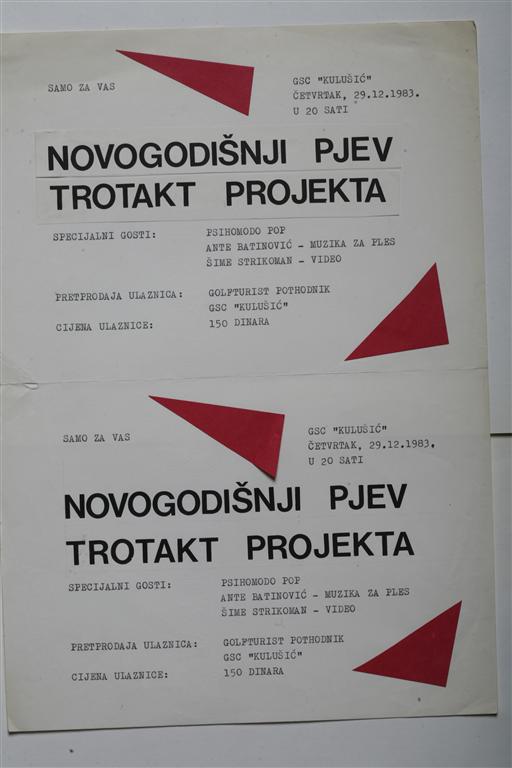 SAMO ZA VAS
GSC "KULUŠIĆ"
ČETVRTAK, 29.12.1983.
U 20 SATI
NOVOGODIŠNJI PJEV
TROTAKT PROJEKTA
SPECIJALNI GOSTI: PSIHOMODO POP
ANTE BATINOVIĆ - MUZIKA ZA PLES
ŠIME STRIKOMAN - VIDEO
PRETPRODAJA ULAZNICA: GOLFTURIST POTHODNIK
GSC "KULUŠIĆ"
CIJENA ULAZNICE: 150 DINARA
SAMO ZA VAS
GSC "KULUŠIĆ"
ČETVRTAK, 29.12.1983.
U 20 SATI
NOVOGODIŠNJI PJEV
TROTAKT PROJEKTA
SPECIJALNI GOSTI: PSIHOMODO POP
ANTE BATINOVIĆ - MUZIKA ZA PLES
ŠIME STRIKOMAN - VIDEO
PRETPRODAJA ULAZNICA: GOLFTURIST POTHODNIK
GSC "KULUŠIĆ"
CIJENA ULAZNICE: 150 DINARA